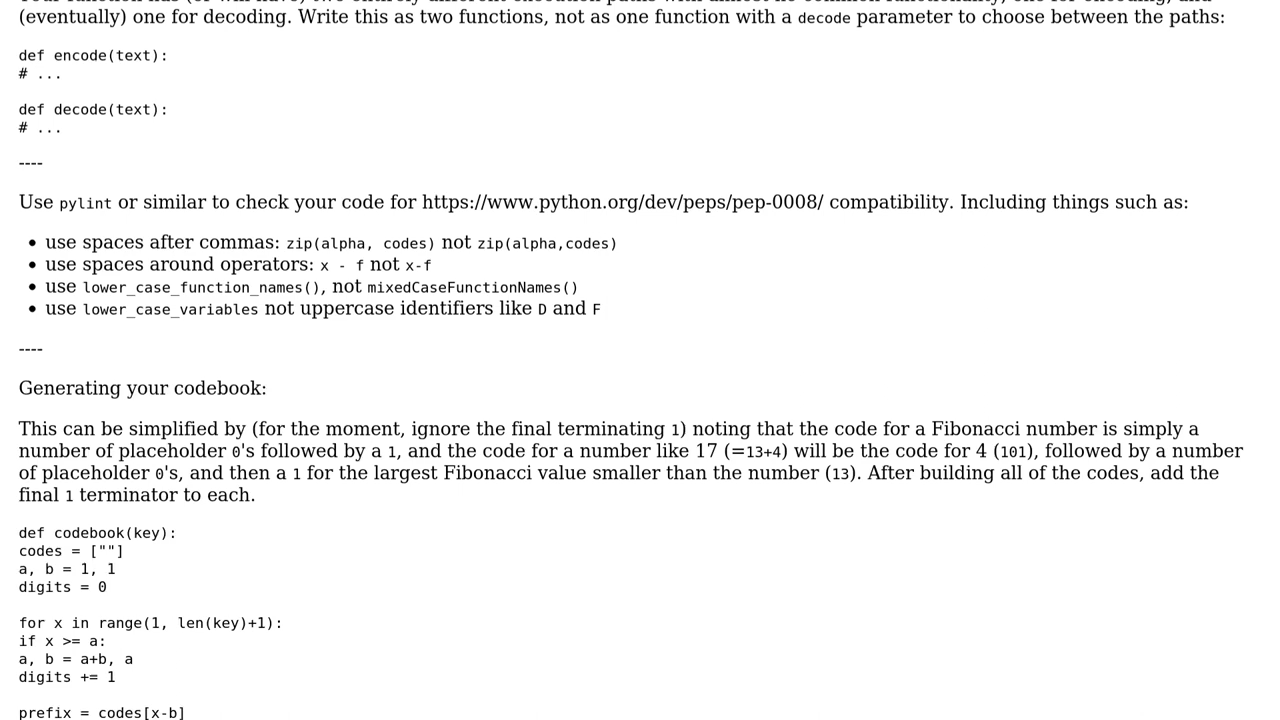 (eventually) one for decoding. Write this as two functions, not as one function with a decode parameter to choose between the paths:
def encode(text):
# ...
def decode(text):
# ...
----
Use pylint or similar to check your code for https://www.python.org/dev/peps/pep-0008/ compatibility. Including things such as:
• use spaces after commas: zip(alpha, codes) not zip(alpha,codes)
• use spaces around operators: x - f not x-f
• use lower_case_function_names(), not mixedCaseFunctionNames()
• use lower_case_variables not uppercase identifiers like D and F
----
Generating your codebook:
This can be simplified by (for the moment, ignore the final terminating 1) noting that the code for a Fibonacci number is simply a
number of placeholder 0's followed by a 1, and the code for a number like 17 (=13+4) will be the code for 4 (101), followed by a number
of placeholder 0's, and then a 1 for the largest Fibonacci value smaller than the number (13). After building all of the codes, add the
final 1 terminator to each.
def codebook(key):
codes = [""]
a, b = 1, 1
digits = 0
for x in range(1, len(key)+1):
if x >= a:
a, b = a+b, a
digits += 1
prefix = codes[x-b]